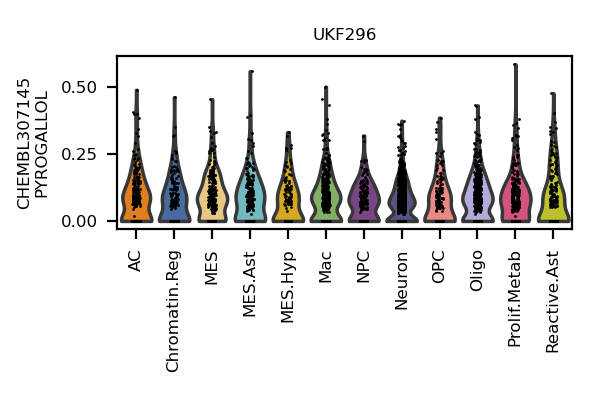 UKF296
CHEMBL307145
PYROGALLOL
0.50
0.25
0.00
AC
Chromatin.Reg
MES
MES.Ast
MES.Hyp
Mac
NPC
Neuron
OPC
Oligo
Prolif.Metab
Reactive.Ast